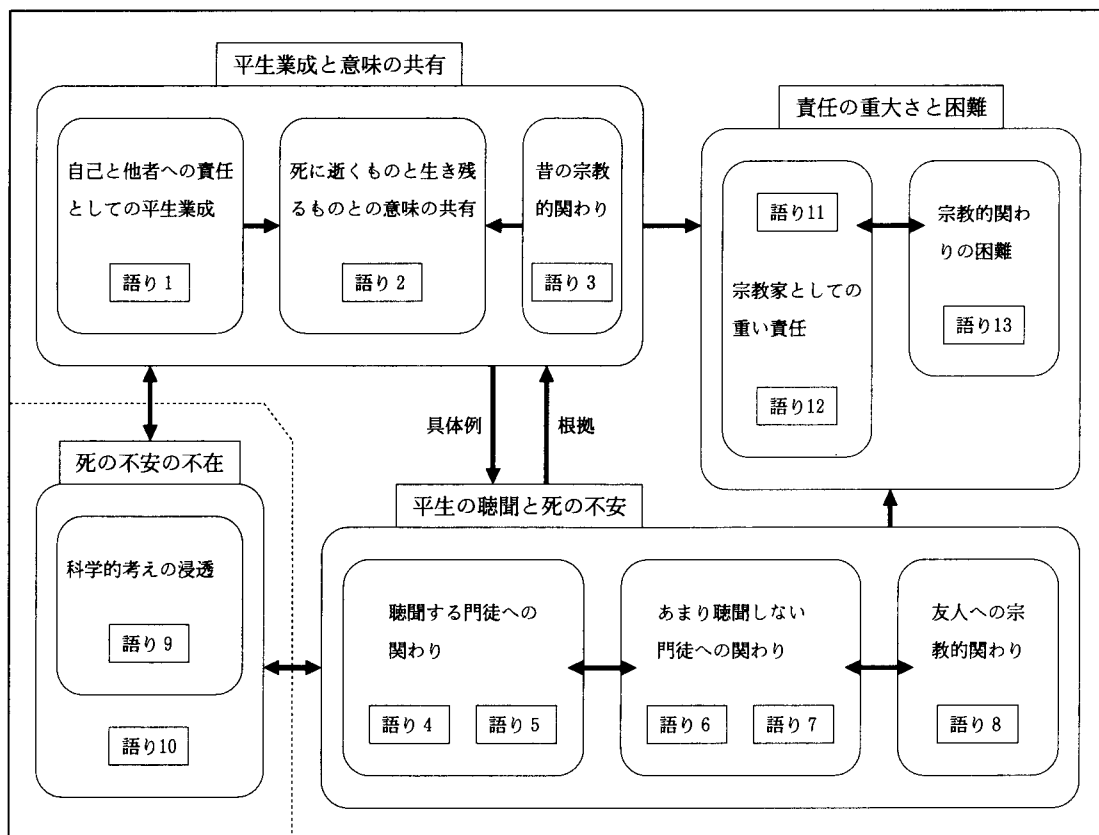 平生業成と意味の共有
自己と他者への責任
としての平生業成
語り1
死に逝くものと生き残
るものとの意味の共有
語り2
昔の宗教
的関わり
語り3
責任の重大さと困難
語り11
宗教家としての
重い責任
語り12
宗教的関わ
りの困難
語り13
具体例
根拠
死の不安の不在
科学的考えの浸透
語り9
語り10
平生の聴聞と死の不安
聴聞する門徒への
関わり
語り4
語り5
あまり聴聞しない
門徒への関わり
語り6
語り7
友人への宗
教的関わり
語り8